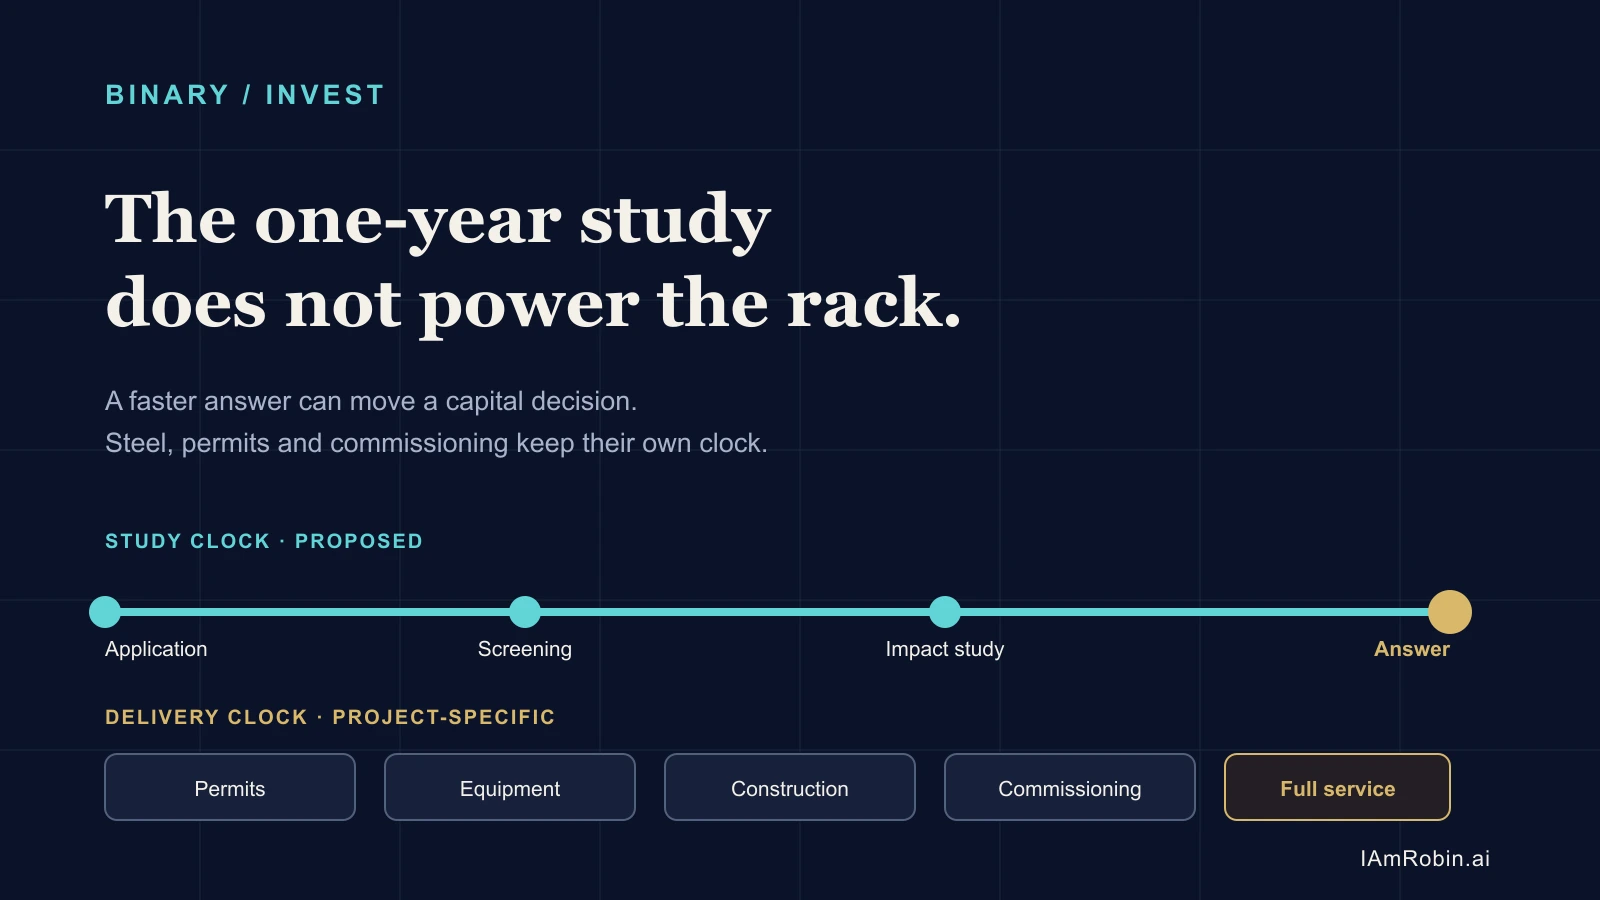 BINARY / INVEST
The one-year study
does not power the rack.
A faster answer can move a capital decision.
Steel, permits and commissioning keep their own clock.
STUDY CLOCK · PROPOSED
Application
Screening
Impact study
Answer
DELIVERY CLOCK · PROJECT-SPECIFIC
Permits
Equipment
Construction
Commissioning
Full service
IAmRobin.ai